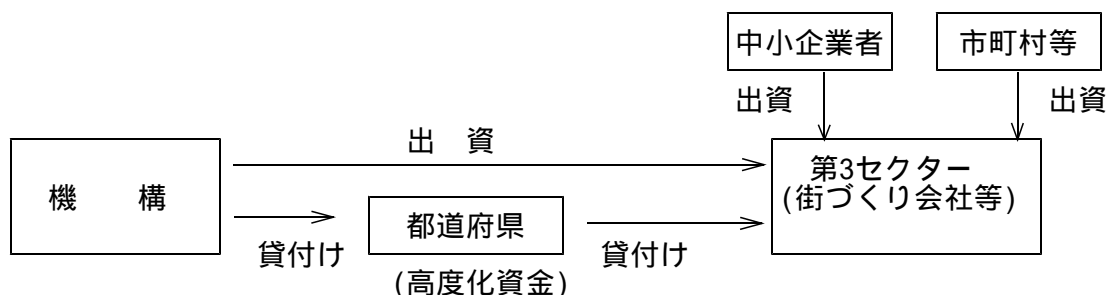 中小企業者
市町村等
出資
出資
出　資
機　　構
第3セクター
(街づくり会社等)
都道府県
貸付け
貸付け
(高度化資金)